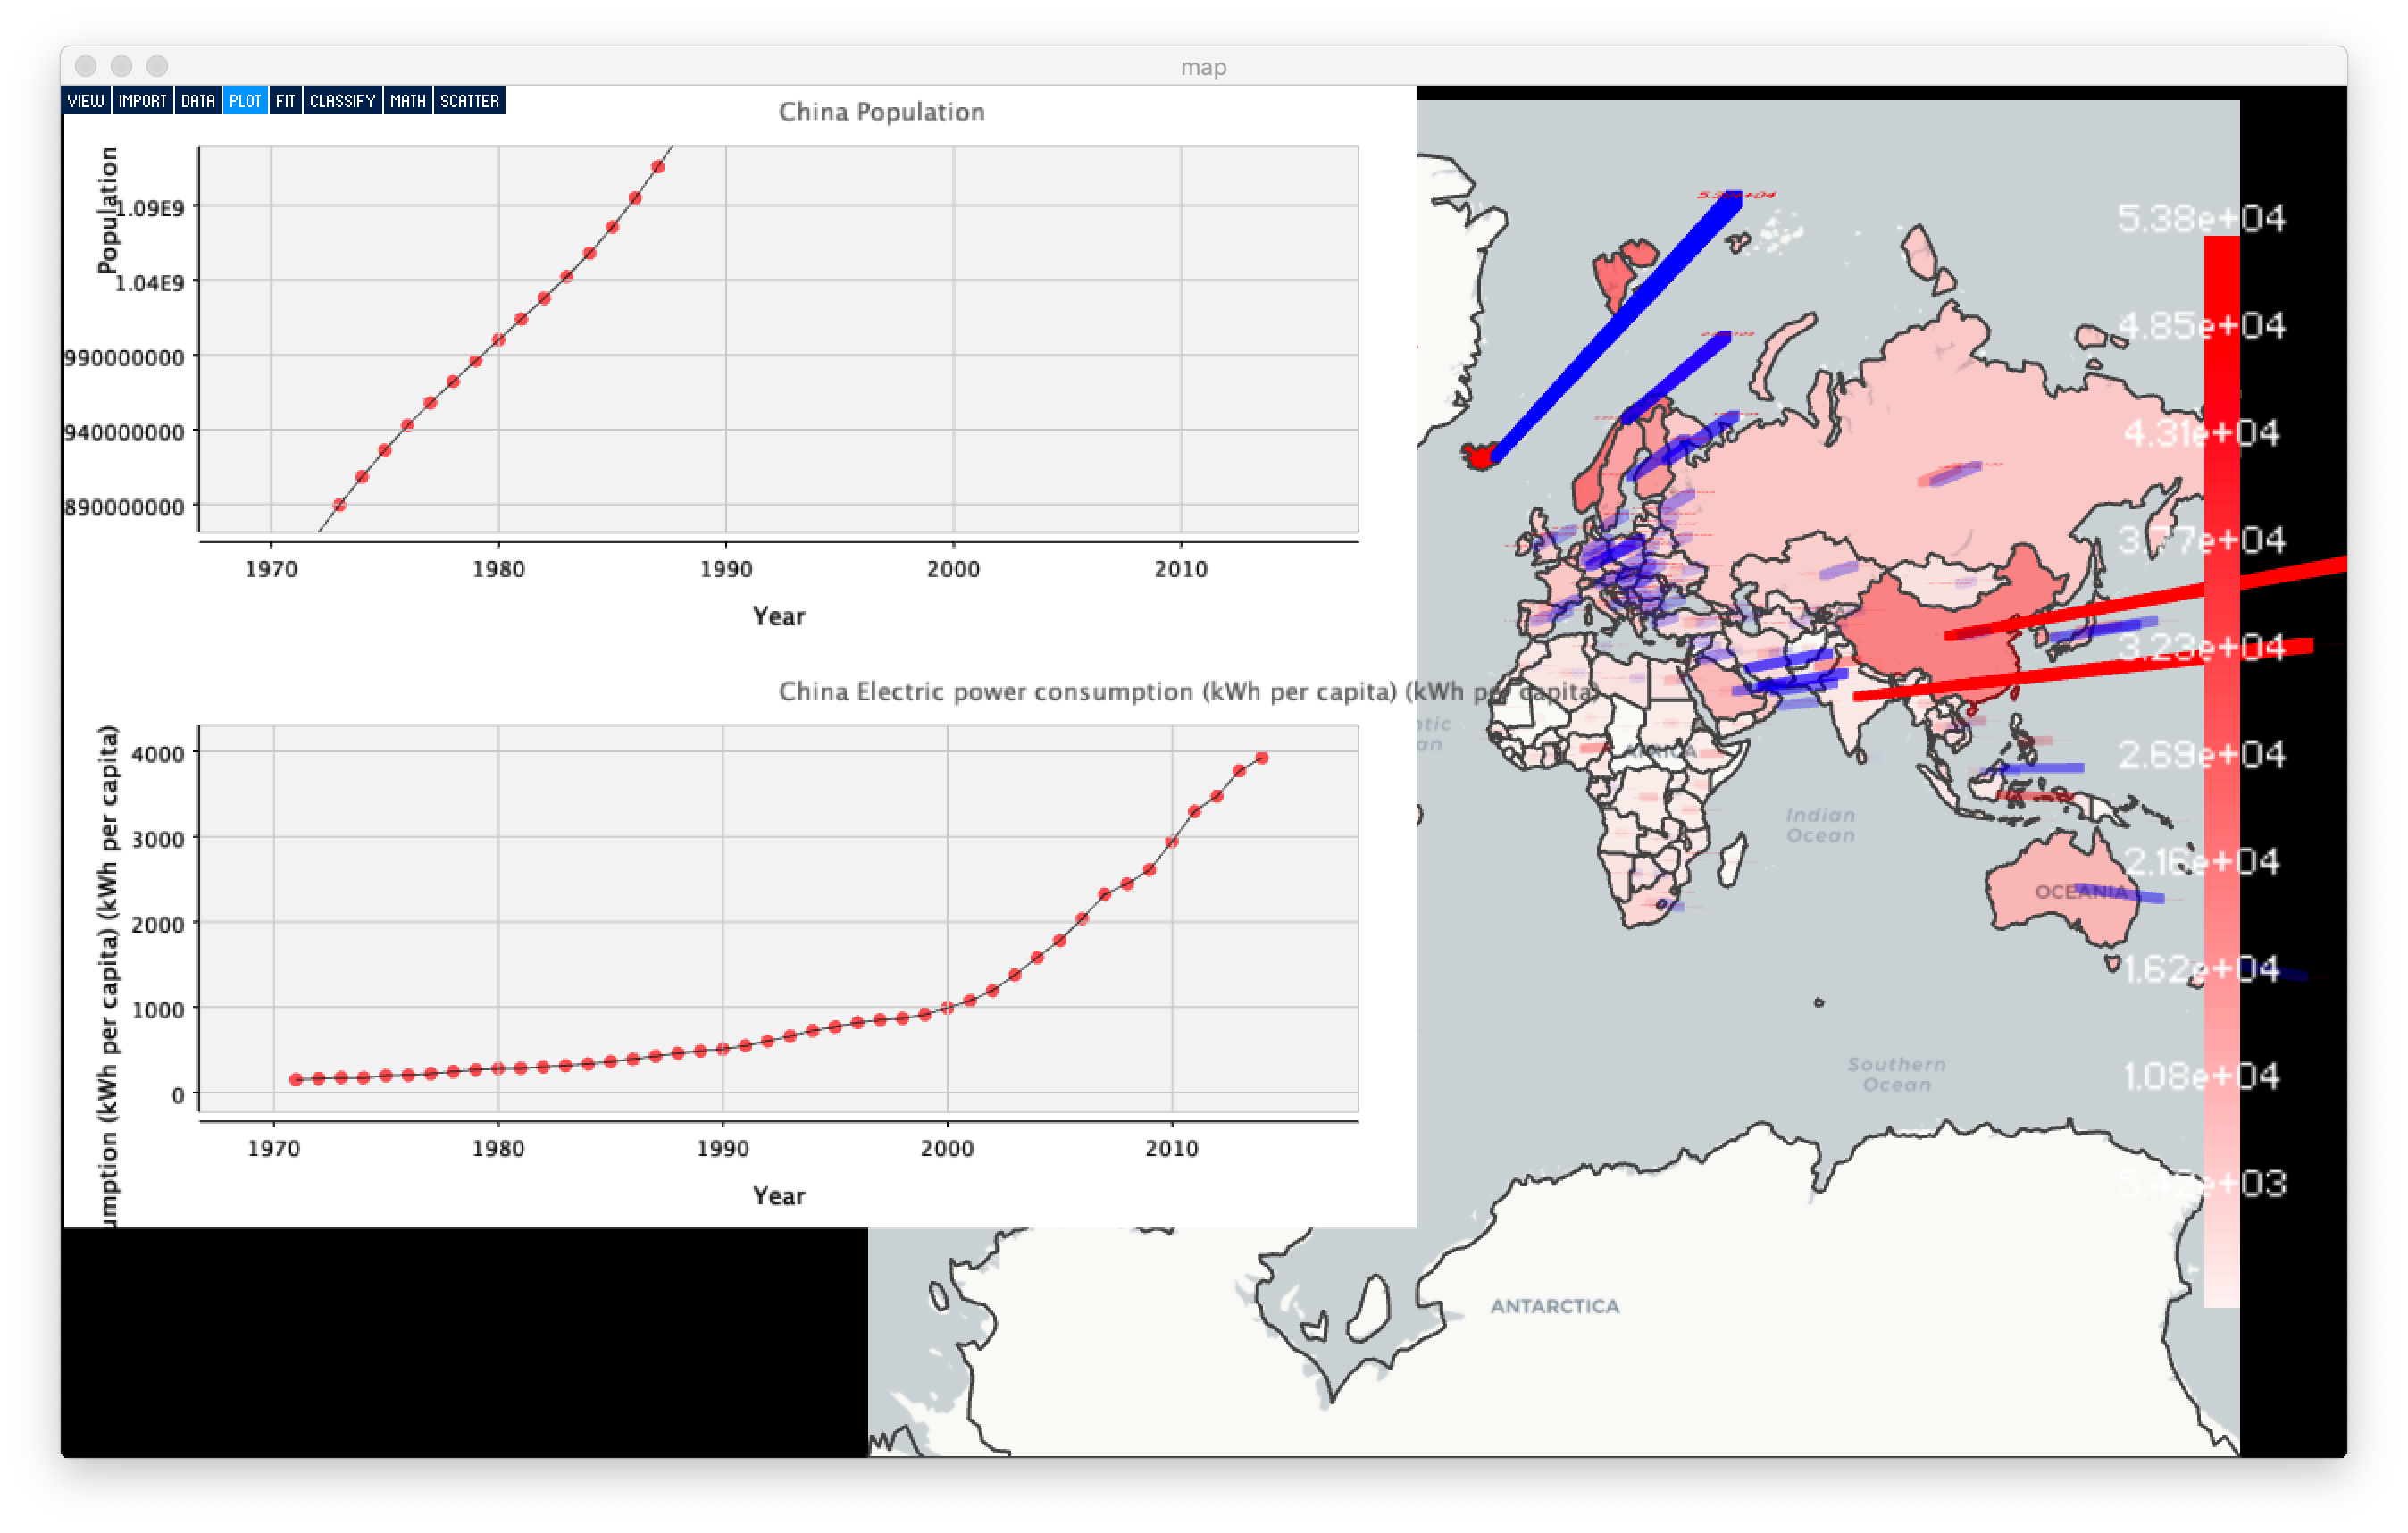 map
VIEW IMPORT DATA PLOT FIT CLASSIFY MATH SCATTER
China Population
Population
1.09E9
1.04E9
990000000
940000000
890000000
1970 1980 1990 2000 2010
Year
China Electric power consumption (kWh per capita) (kWh per capita)
umption (kWh per capita) (kWh per capita)
4000
3000
2000
1000
0
1970 1980 1990 2000 2010
Year
5.38e+04
4.85e+04
4.31e+04
3.77e+04
3.23e+04
2.69e+04
2.16e+04
1.62e+04
1.08e+04
5.42e+03
ntic
an
AFRICA
Indian
Ocean
OCEANIA
Southern
Ocean
ANTARCTICA